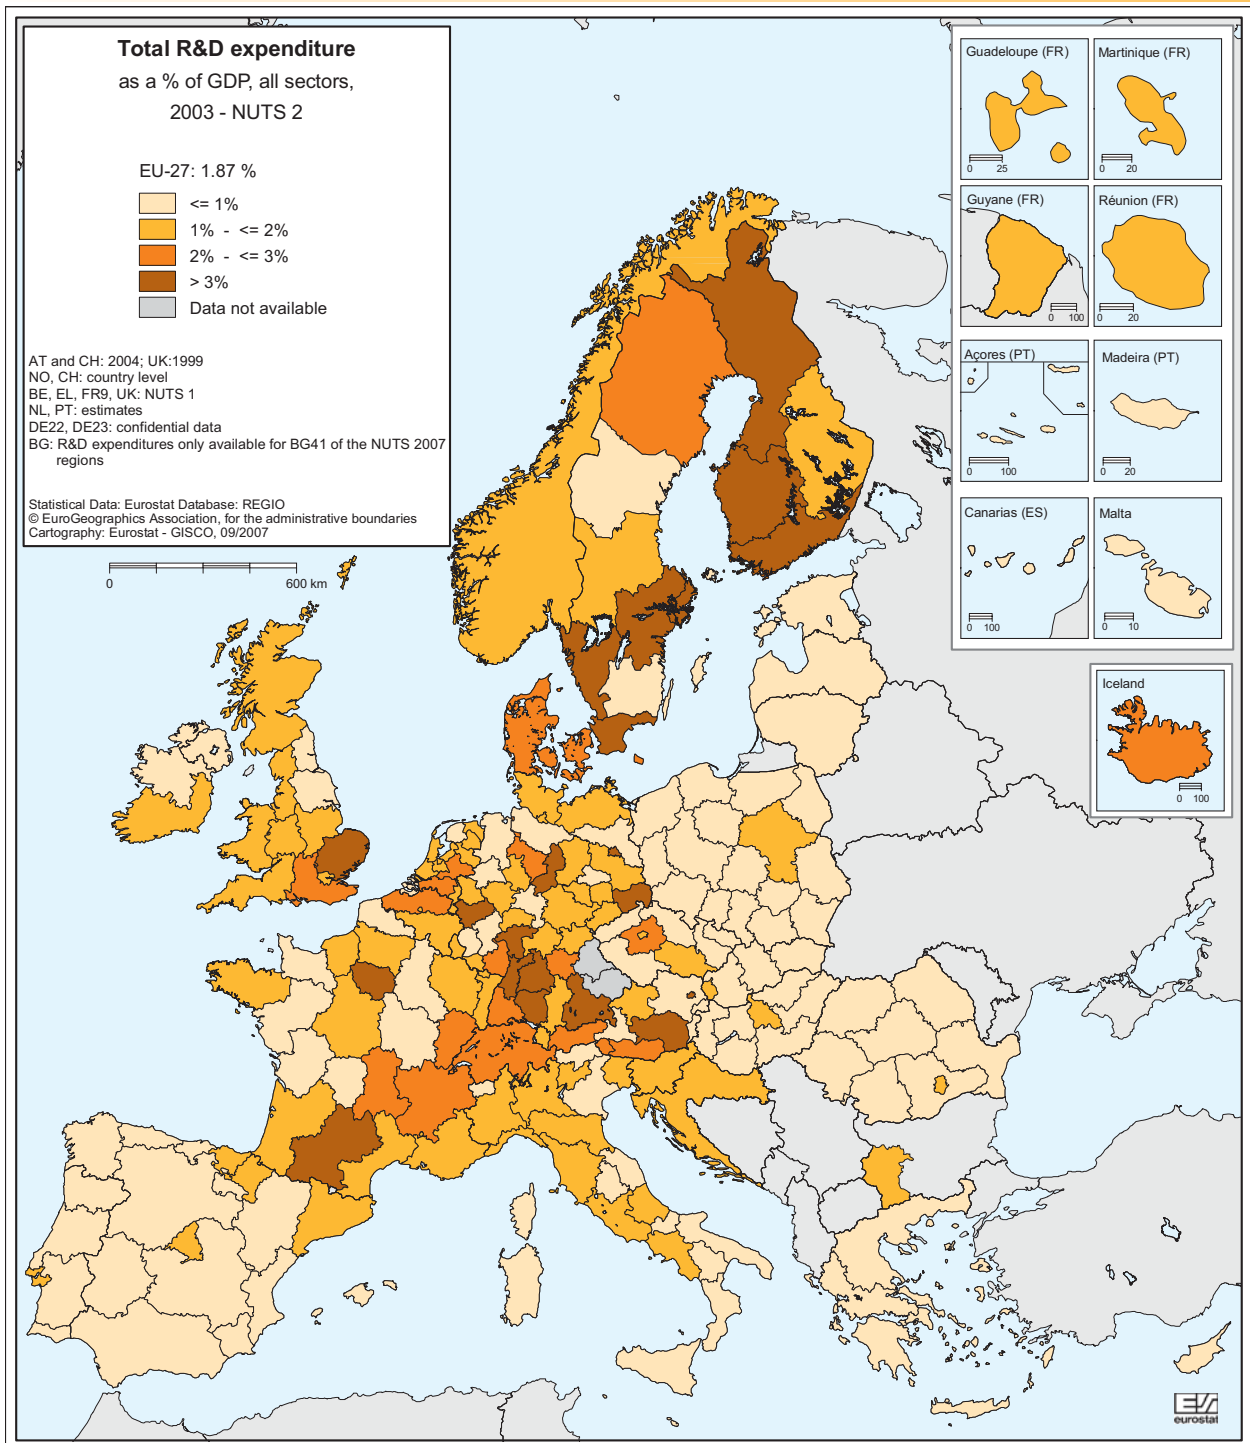 Total R&D expenditure
as a % of GDP, all sectors,
2003 - NUTS 2
EU-27: 1.87 %
<= 1%
1% - <= 2%
2% - <= 3%
> 3%
Data not available
AT and CH: 2004; UK:1999
NO, CH: country level
BE, EL, FR9, UK: NUTS 1
NL, PT: estimates
DE22, DE23: confidential data
BG: R&D expenditures only available for BG41 of the NUTS 2007
regions
Statistical Data: Eurostat Database: REGIO
© EuroGeographics Association, for the administrative boundaries
Cartography: Eurostat - GISCO, 09/2007
0 600 km
Guadeloupe (FR)
0 25
Martinique (FR)
0 20
Guyane (FR)
0 100
Réunion (FR)
0 20
Açores (PT)
0 100
Madeira (PT)
0 20
Canarias (ES)
0 100
Malta
0 10
Iceland
0 100
eurostat